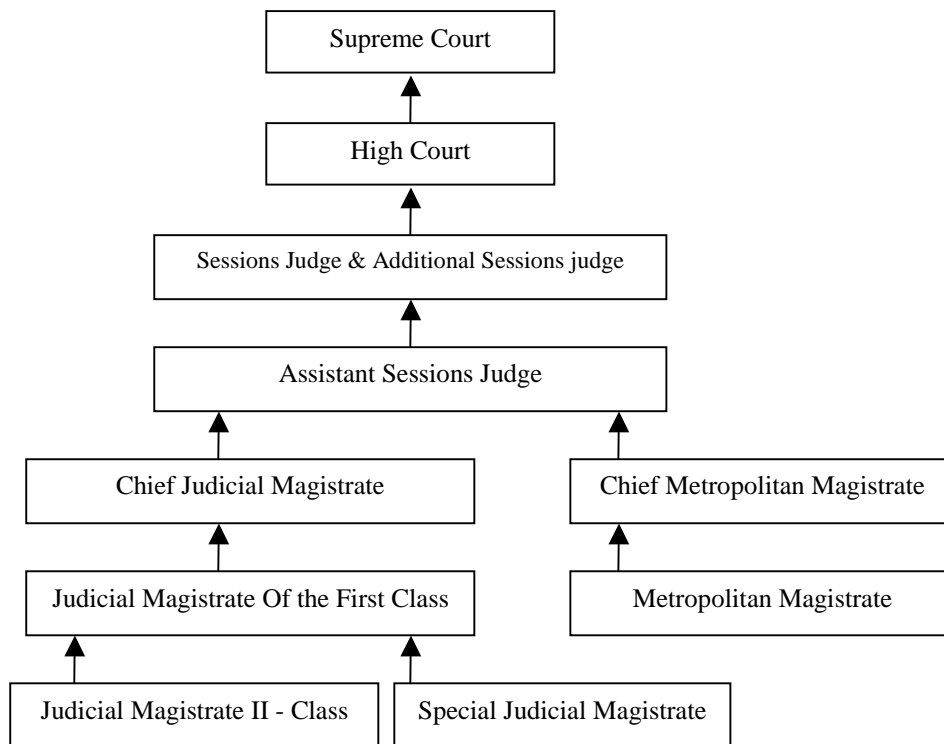 Supreme Court
High Court
Sessions Judge & Additional Sessions judge
Assistant Sessions Judge
Chief Judicial Magistrate
Chief Metropolitan Magistrate
Judicial Magistrate Of the First Class
Metropolitan Magistrate
Judicial Magistrate II - Class
Special Judicial Magistrate